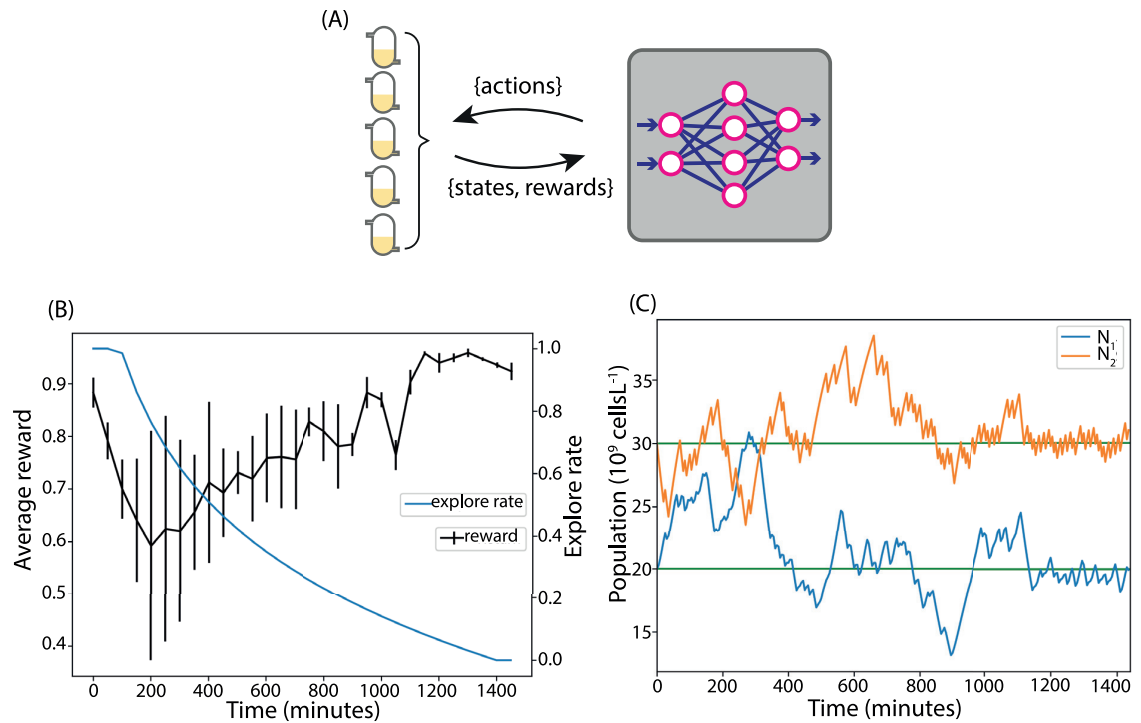 (A)
{actions}
{states, rewards}
(B)
Average reward
0.9
0.8
0.7
0.6
0.5
0.4
1.0
0.8
0.6
0.4
0.2
0.0
Explore rate
explore rate
reward
0 200 400 600 800 1000 1200 1400
Time (minutes)
(C)
Population (10⁹ cellsL⁻¹)
35
30
25
20
15
N₁
N₂
0 200 400 600 800 1000 1200 1400
Time (minutes)